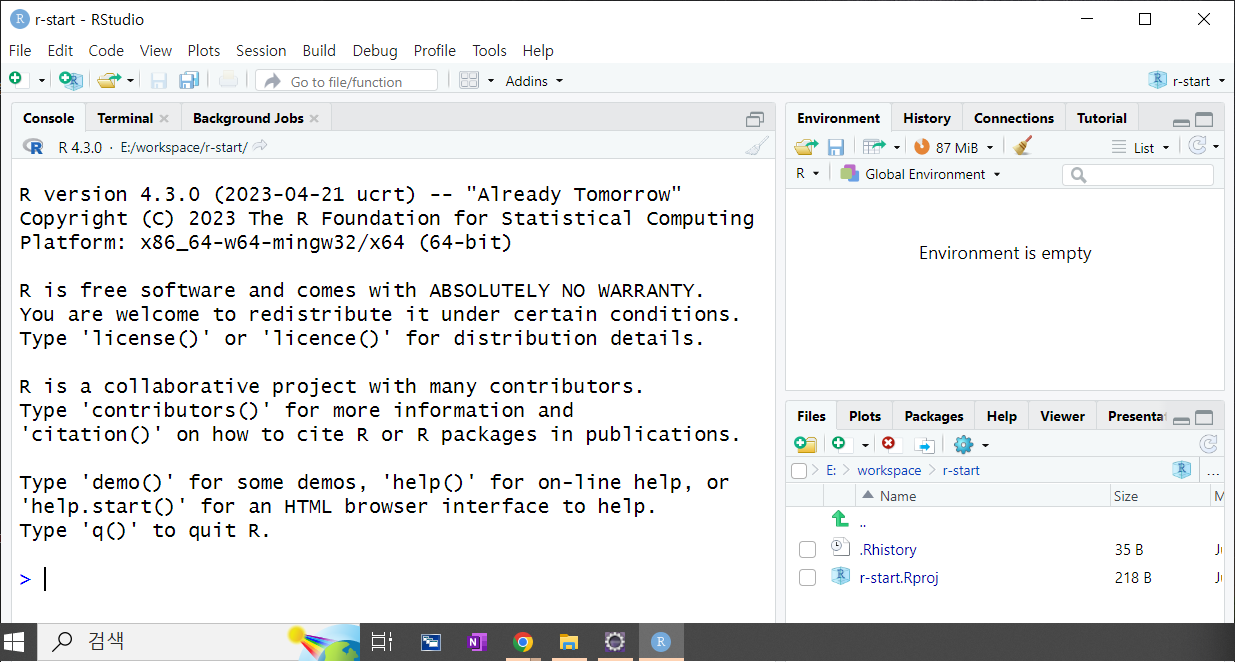 r-start - RStudio
File Edit Code View Plots Session Build Debug Profile Tools Help
Go to file/function Addins r-start
Console Terminal Background Jobs
R 4.3.0 · E:/workspace/r-start/
R version 4.3.0 (2023-04-21 ucrt) -- "Already Tomorrow"
Copyright (C) 2023 The R Foundation for Statistical Computing
Platform: x86_64-w64-mingw32/x64 (64-bit)
R is free software and comes with ABSOLUTELY NO WARRANTY.
You are welcome to redistribute it under certain conditions.
Type 'license()' or 'licence()' for distribution details.
R is a collaborative project with many contributors.
Type 'contributors()' for more information and
'citation()' on how to cite R or R packages in publications.
Type 'demo()' for some demos, 'help()' for on-line help, or
'help.start()' for an HTML browser interface to help.
Type 'q()' to quit R.
>
Environment History Connections Tutorial
87 MiB List
R Global Environment
Environment is empty
Files Plots Packages Help Viewer Presenta
E: workspace r-start ...
Name Size M
..
.Rhistory 35 B
r-start.Rproj 218 B
검색